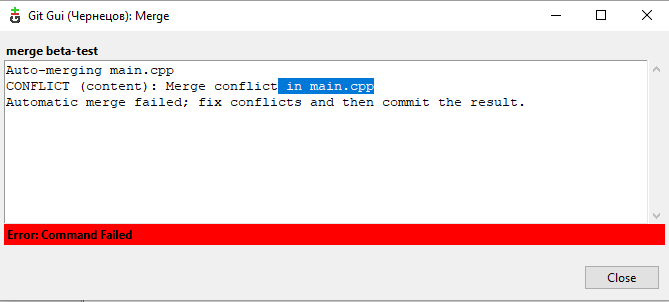 Git Gui (Чернецов): Merge
merge beta-test
Auto-merging main.cpp
CONFLICT (content): Merge conflict in main.cpp
Automatic merge failed; fix conflicts and then commit the result.
Error: Command Failed
Close